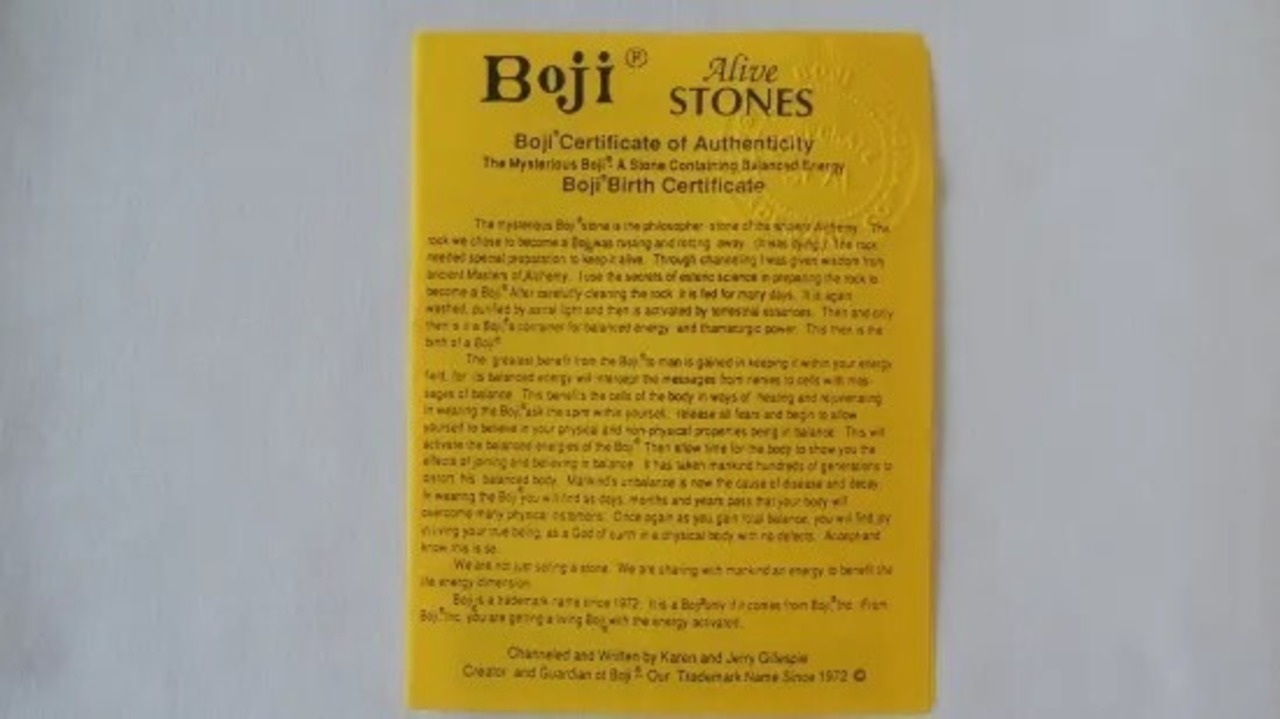 Boji® Alive STONES
Boji® Certificate of Authenticity
The Mysterious Boji®: A Stone Containing Balanced Energy
Boji® Birth Certificate
The mysterious Boji® stone is the philosopher stone of the Alchemy. The
rock we chose to become a Boji® was rusting and rotting away. (It was dying.) The rock
needed special preparation to keep it alive. Through channeling I was given wisdom from
ancient Masters of Alchemy. I use the secrets of esoteric science in preparing the rock to
become a Boji®. After carefully cleaning the rock it is fed for many days. It is again
washed, purified by astral light and then is activated by terrestrial essences. Then and only
then is it a Boji®, a container for balanced energy and thamaturgic power. This then is the
birth of a Boji®
The greatest benefit from the Boji® to man is gained in keeping it within your energy
field, for its balanced energy will intercept the messages from nerves to cells with mes-
sages of balance. This benefits the cells of the body in ways of healing and rejuvenating.
In wearing the Boji® ask the spirit within yourself, release all fears and begin to allow
yourself to believe in your physical and non-physical properties being in balance. This will
activate the balanced energies of the Boji®. Then allow time for the body to show you the
effects of joining and believing in balance. It has taken mankind hundreds of generations to
distort his balanced body. Mankind's unbalance is now the cause of disease and decay.
In wearing the Boji® you will find as days, months and years pass that your body will
overcome many physical distortions. Once again as you gain total balance, you will find joy
in living your true being, as a God of earth in a physical body with no defects. Accept and
know this is so.
We are not just selling a stone. We are sharing with mankind an energy to benefit the
life energy dimension.
Boji® is a trademark name since 1972. It is a Boji® only if it comes from Boji®, Inc. From
Boji®, Inc. you are getting a living Boji® with the energy activated.
Channeled and Written by Karen and Jerry Gillespie
Creator and Guardian of Boji®. Our Trademark Name Since 1972 ©